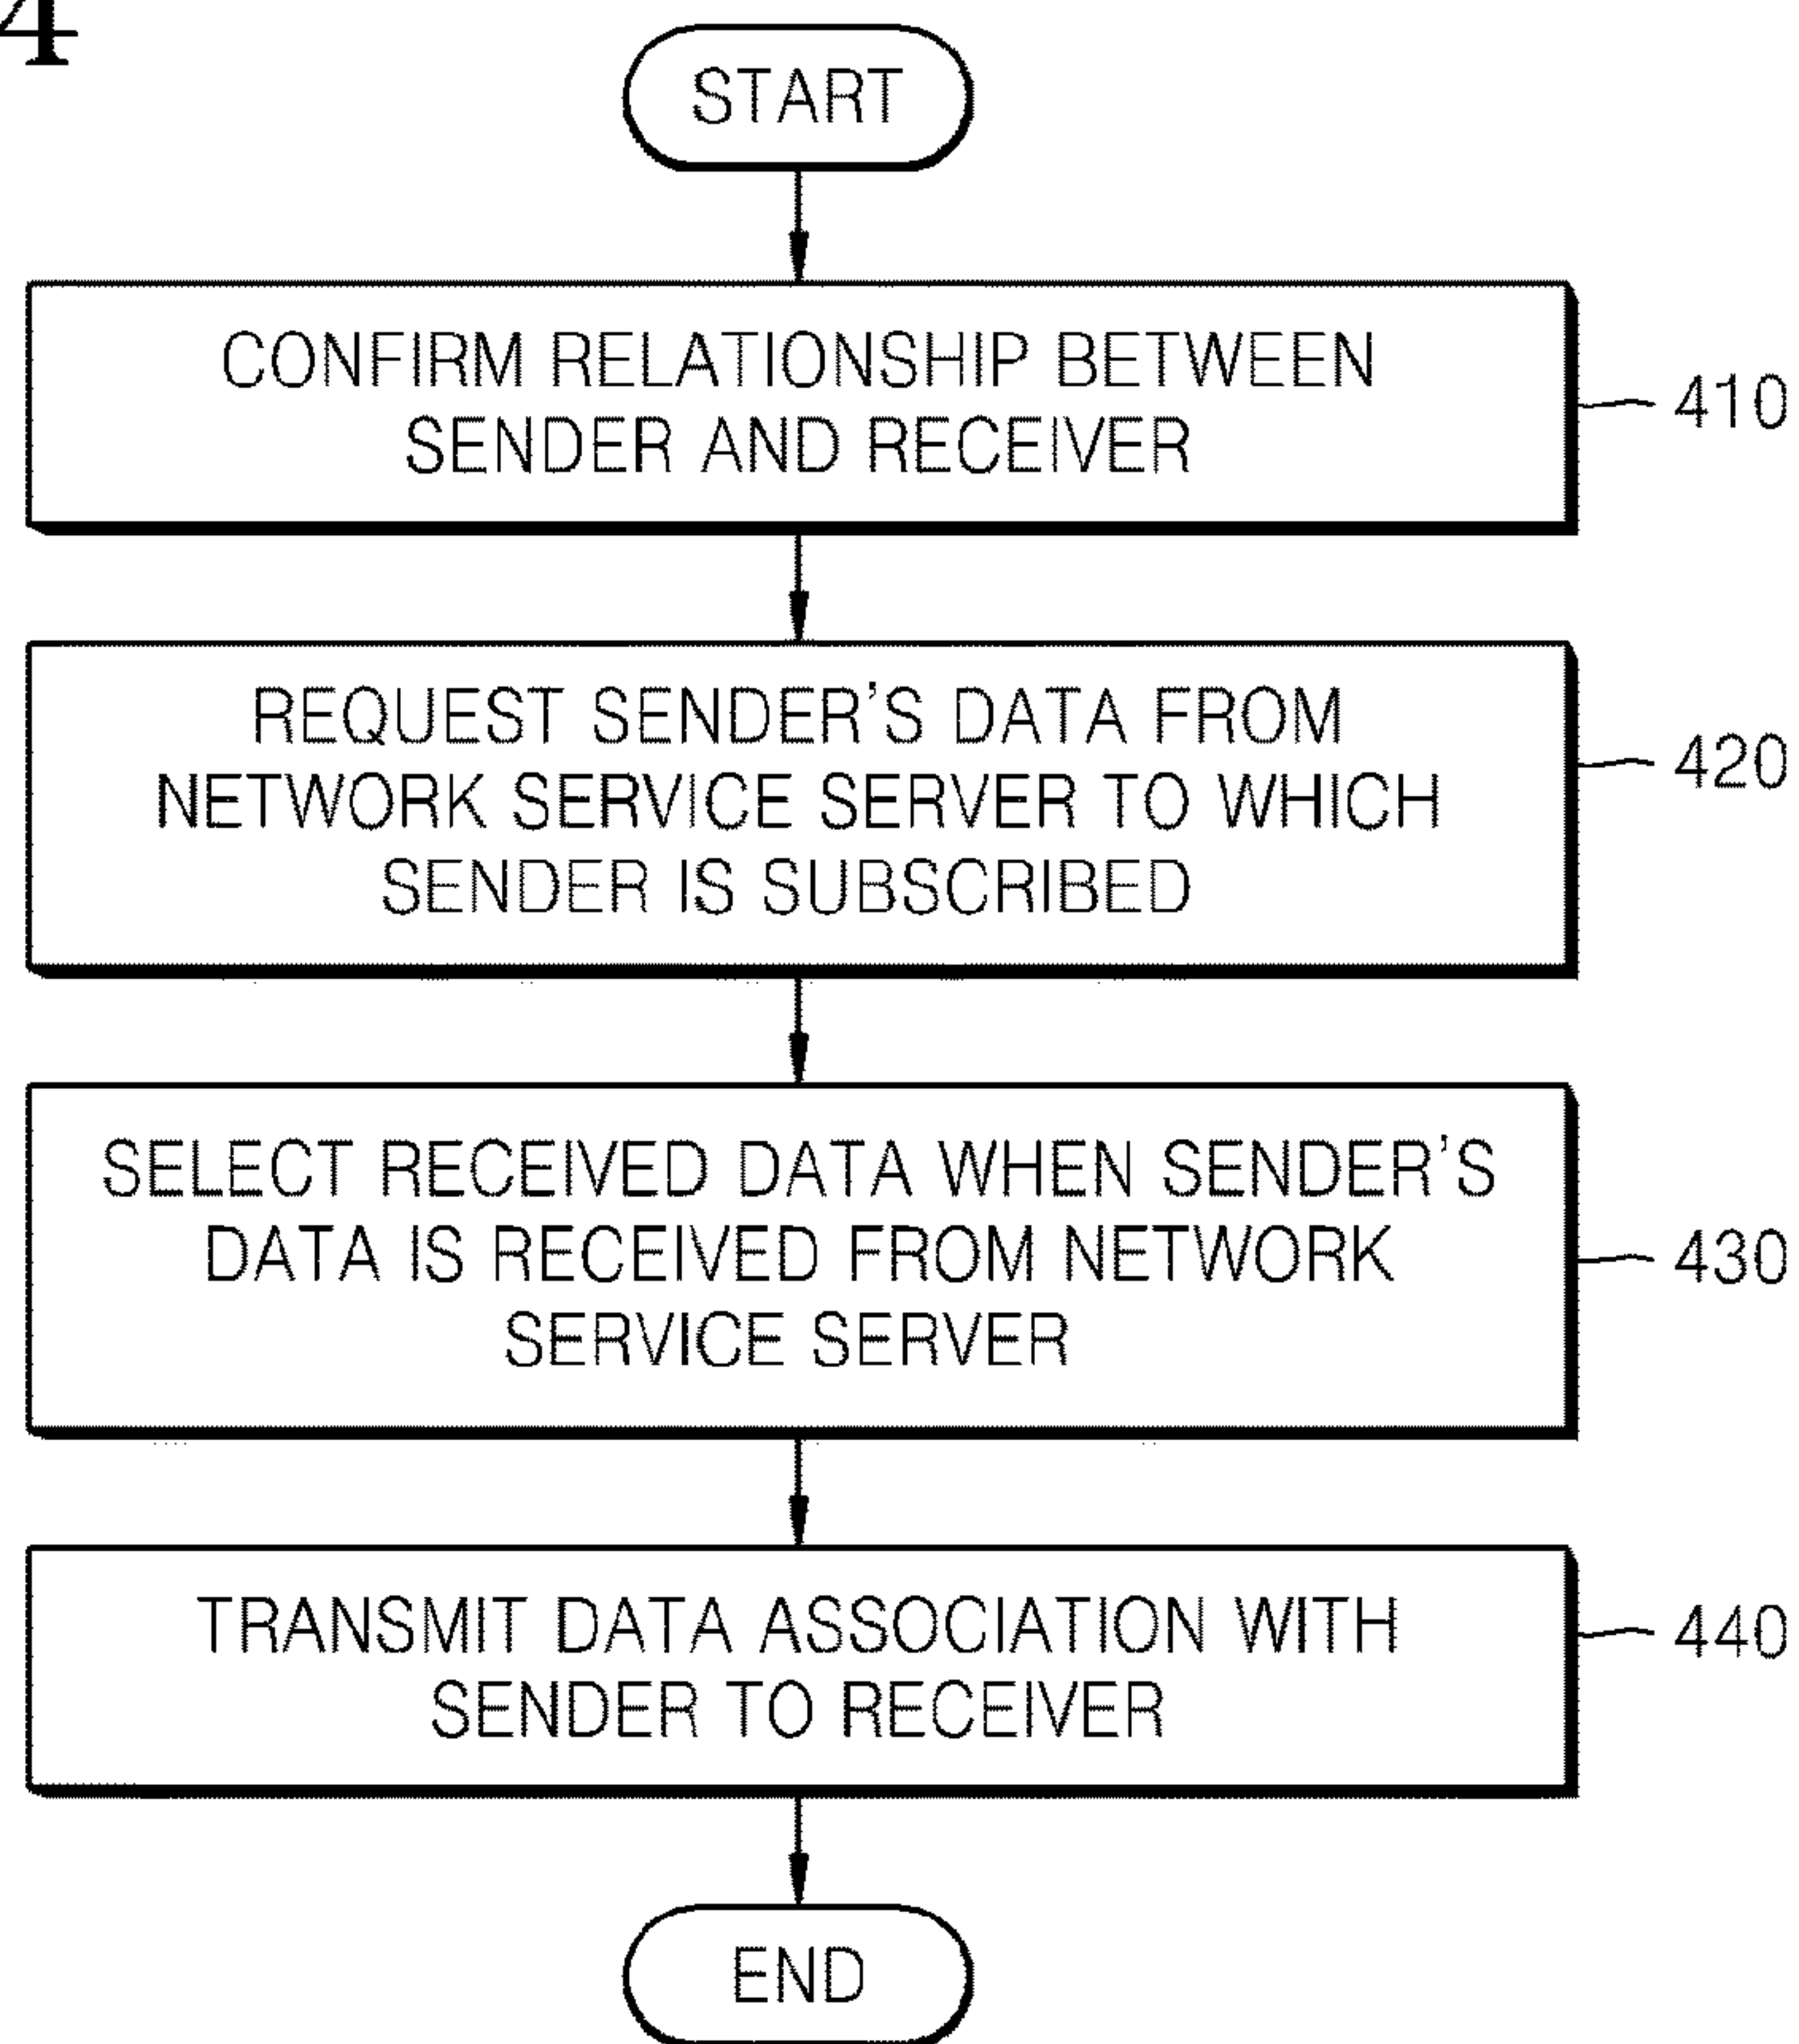 4
START
CONFIRM RELATIONSHIP BETWEEN
SENDER AND RECEIVER
410
REQUEST SENDER'S DATA FROM
NETWORK SERVICE SERVER TO WHICH
SENDER IS SUBSCRIBED
420
SELECT RECEIVED DATA WHEN SENDER'S
DATA IS RECEIVED FROM NETWORK
SERVICE SERVER
430
TRANSMIT DATA ASSOCIATION WITH
SENDER TO RECEIVER
440
END